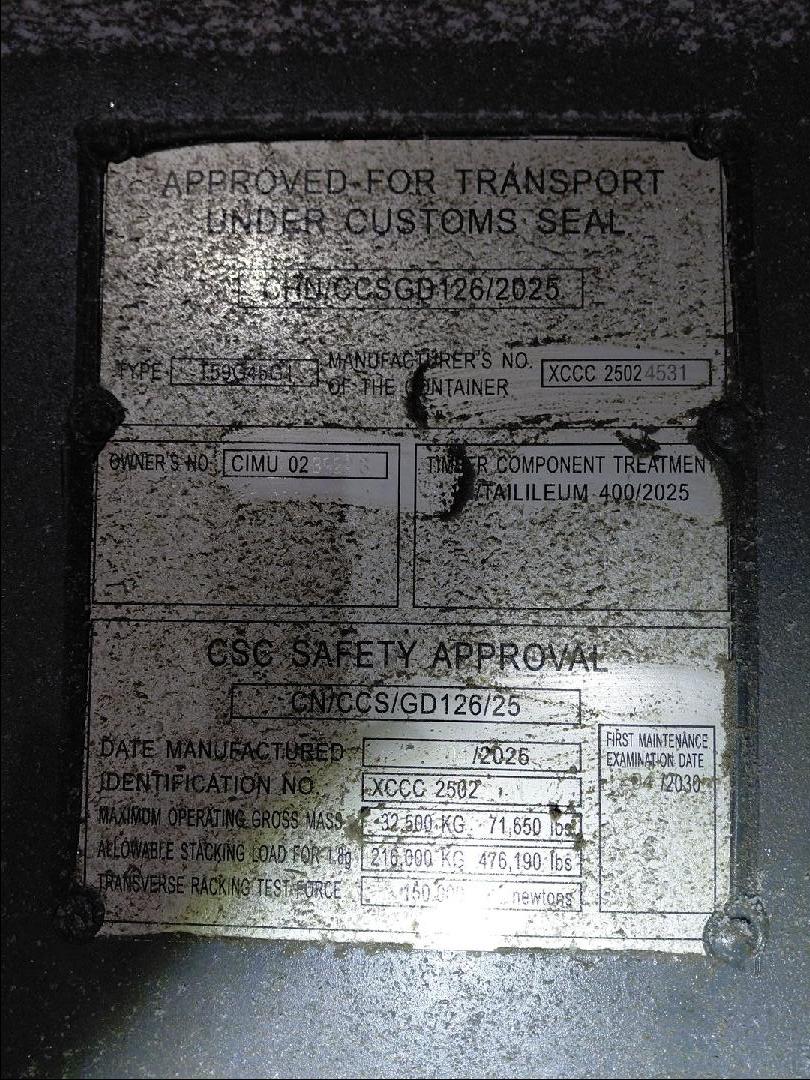 APPROVED FOR TRANSPORT
UNDER CUSTOMS SEAL
CHN/CCSGD126/2025
TYPE
MANUFACTURER'S NO.
OF THE CONTAINER
XCCC 25024531
OWNER'S NO.
CIMU 02
TIMBER COMPONENT TREATMENT
/TAILILEUM 400/2025
CSC SAFETY APPROVAL
CN/CCS/GD126/25
DATE MANUFACTURED /2025
IDENTIFICATION NO. XCCC 2502
MAXIMUM OPERATING GROSS MASS 32,500 KG 71,650 lbs
ALLOWABLE STACKING LOAD FOR 1.8g 216,000 KG 476,190 lbs
TRANSVERSE RACKING TEST FORCE newtons
FIRST MAINTENANCE
EXAMINATION DATE
/2030